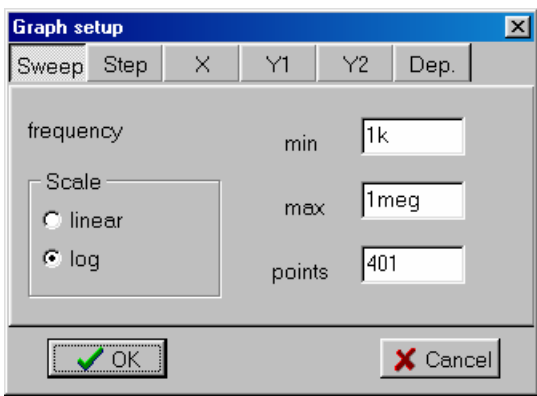 Graph setup
Sweep Step X Y1 Y2 Dep.
frequency
min 1k
Scale
linear
max 1meg
log
points 401
OK Cancel